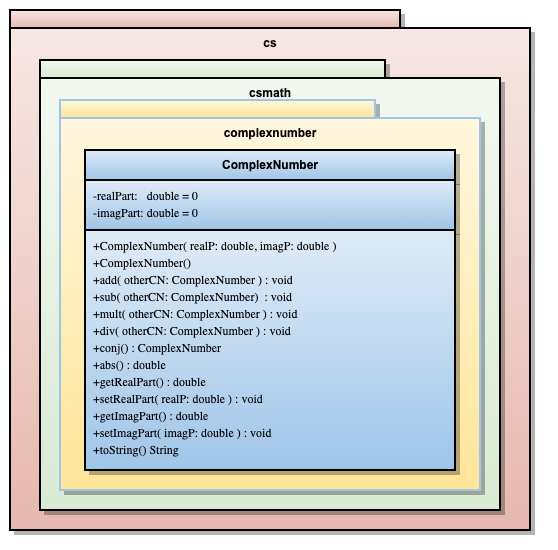 cs
csmath
complexnumber
ComplexNumber
-realPart: double = 0
-imagPart: double = 0
+ComplexNumber( realP: double, imagP: double )
+ComplexNumber()
+add( otherCN: ComplexNumber ) : void
+sub( otherCN: ComplexNumber) : void
+mult( otherCN: ComplexNumber ) : void
+div( otherCN: ComplexNumber ) : void
+conj() : ComplexNumber
+abs() : double
+getRealPart() : double
+setRealPart( realP: double ) : void
+getImagPart() : double
+setImagPart( imagP: double ) : void
+toString() String